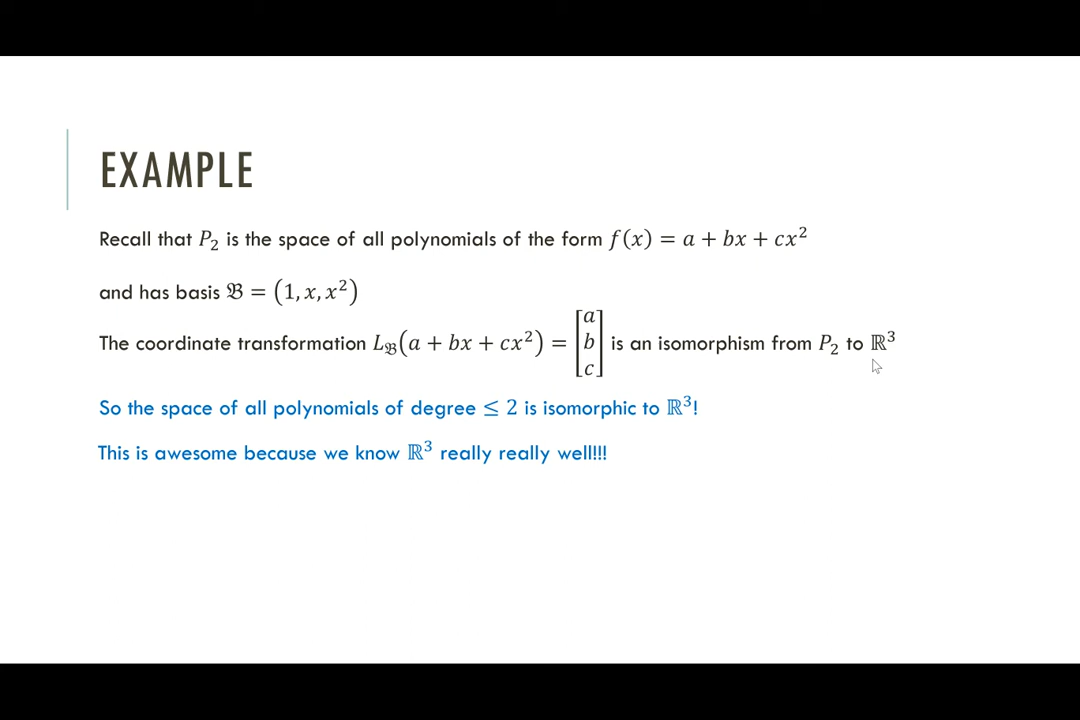 EXAMPLE
Recall that P₂ is the space of all polynomials of the form f(x) = a + bx + cx²
and has basis 𝔅 = (1, x, x²)
The coordinate transformation L_𝔅(a + bx + cx²) = [a b c] is an isomorphism from P₂ to ℝ³
So the space of all polynomials of degree ≤ 2 is isomorphic to ℝ³!
This is awesome because we know ℝ³ really really well!!!